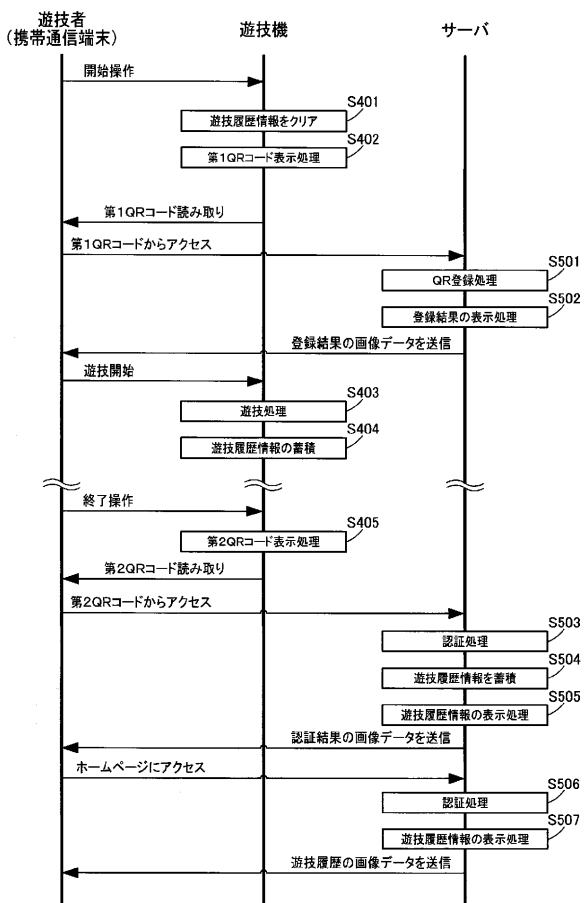 遊技者
(携帯通信端末)
遊技機
サーバ
開始操作
S401
遊技履歴情報をクリア
S402
第1QRコード表示処理
第1QRコード読み取り
第1QRコードからアクセス
S501
QR登録処理
S502
登録結果の表示処理
登録結果の画像データを送信
遊技開始
S403
遊技処理
S404
遊技履歴情報の蓄積
終了操作
S405
第2QRコード表示処理
第2QRコード読み取り
第2QRコードからアクセス
S503
認証処理
S504
遊技履歴情報を蓄積
S505
遊技履歴情報の表示処理
認証結果の画像データを送信
ホームページにアクセス
S506
認証処理
S507
遊技履歴情報の表示処理
遊技履歴の画像データを送信